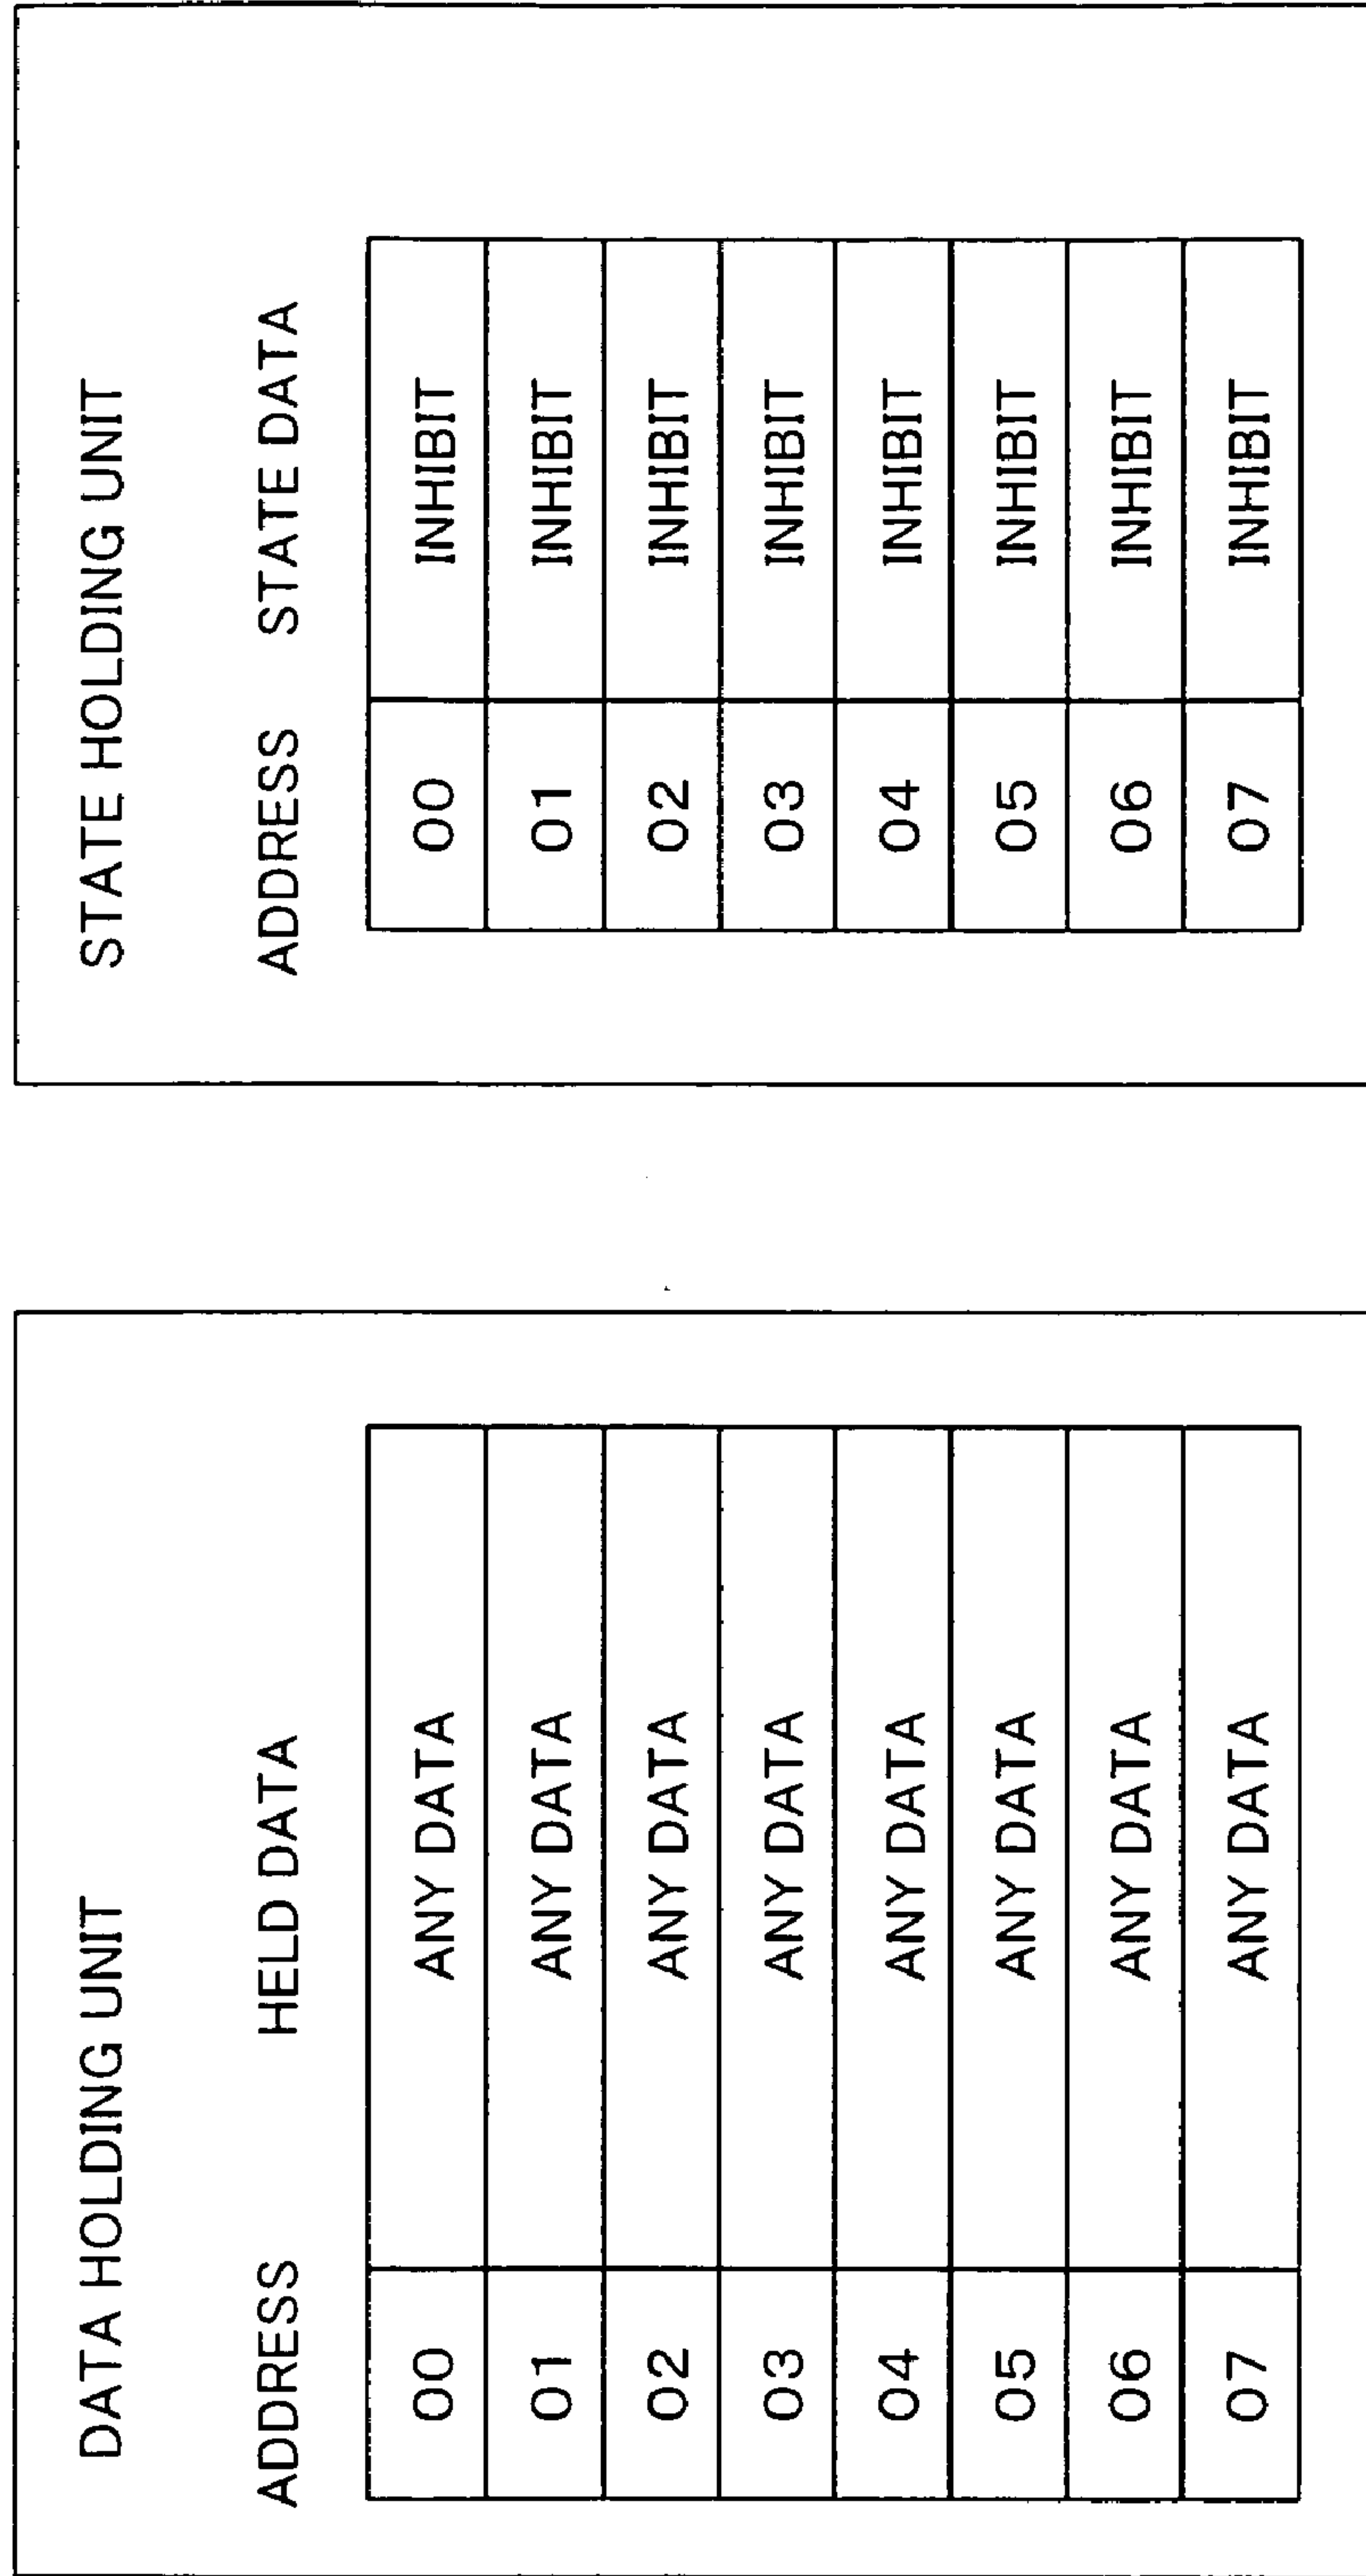 DATA HOLDING UNIT
ADDRESS HELD DATA
00 ANY DATA
01 ANY DATA
02 ANY DATA
03 ANY DATA
04 ANY DATA
05 ANY DATA
06 ANY DATA
07 ANY DATA
STATE HOLDING UNIT
ADDRESS STATE DATA
00 INHIBIT
01 INHIBIT
02 INHIBIT
03 INHIBIT
04 INHIBIT
05 INHIBIT
06 INHIBIT
07 INHIBIT